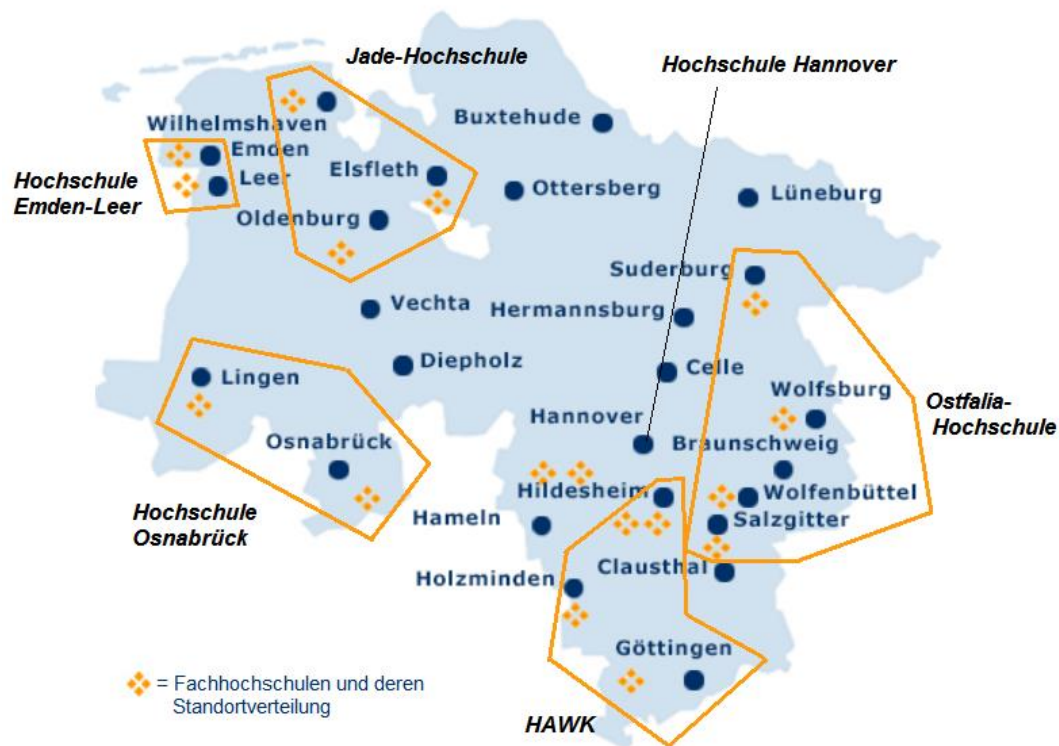 Jade-Hochschule
Hochschule Hannover
Wilhelmshaven
Buxtehude
Emden
Hochschule
Emden-Leer
Leer
Elsfleth
Ottersberg
Lüneburg
Oldenburg
Suderburg
Vechta
Hermannsburg
Diepholz
Celle
Lingen
Wolfsburg
Ostfalia-
Hochschule
Hannover
Braunschweig
Osnabrück
Hildesheim
Wolfenbüttel
Hochschule
Osnabrück
Hameln
Salzgitter
Clausthal
Holzminden
Göttingen
= Fachhochschulen und deren
Standortverteilung
HAWK